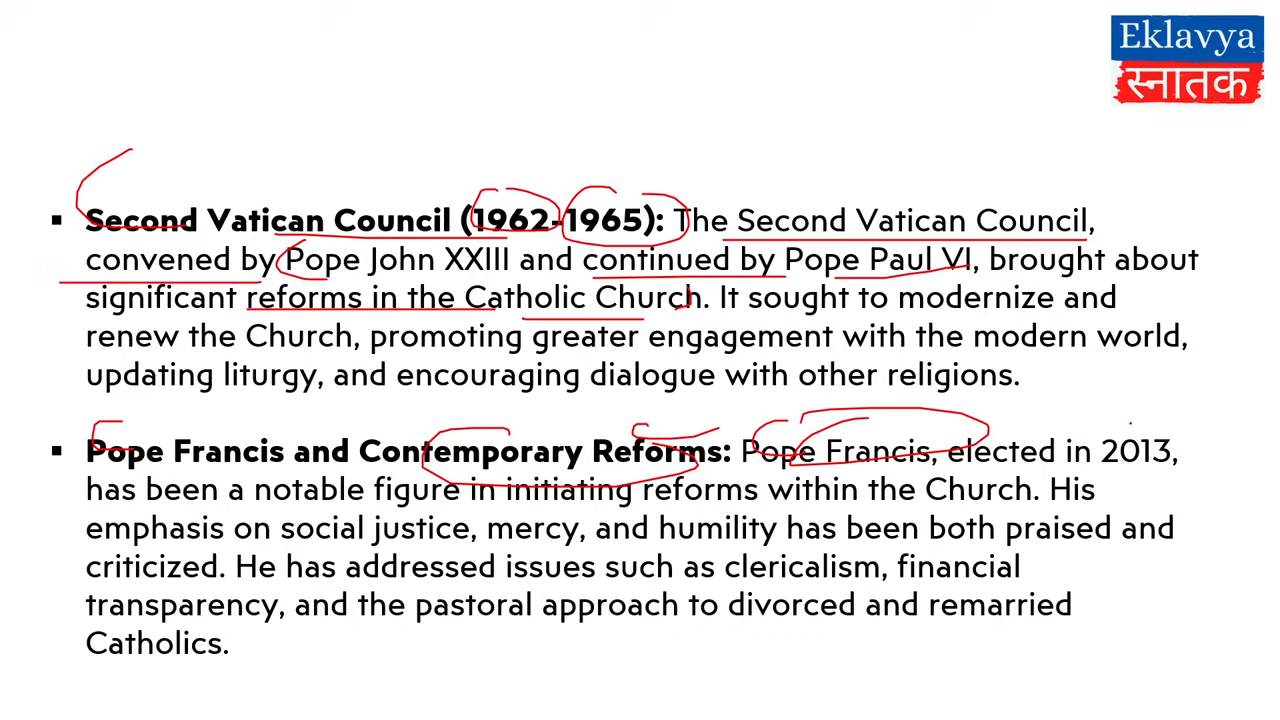 Eklavya
स्नातक
▪ Second Vatican Council (1962-1965): The Second Vatican Council,
convened by Pope John XXIII and continued by Pope Paul VI, brought about
significant reforms in the Catholic Church. It sought to modernize and
renew the Church, promoting greater engagement with the modern world,
updating liturgy, and encouraging dialogue with other religions.
▪ Pope Francis and Contemporary Reforms: Pope Francis, elected in 2013,
has been a notable figure in initiating reforms within the Church. His
emphasis on social justice, mercy, and humility has been both praised and
criticized. He has addressed issues such as clericalism, financial
transparency, and the pastoral approach to divorced and remarried
Catholics.